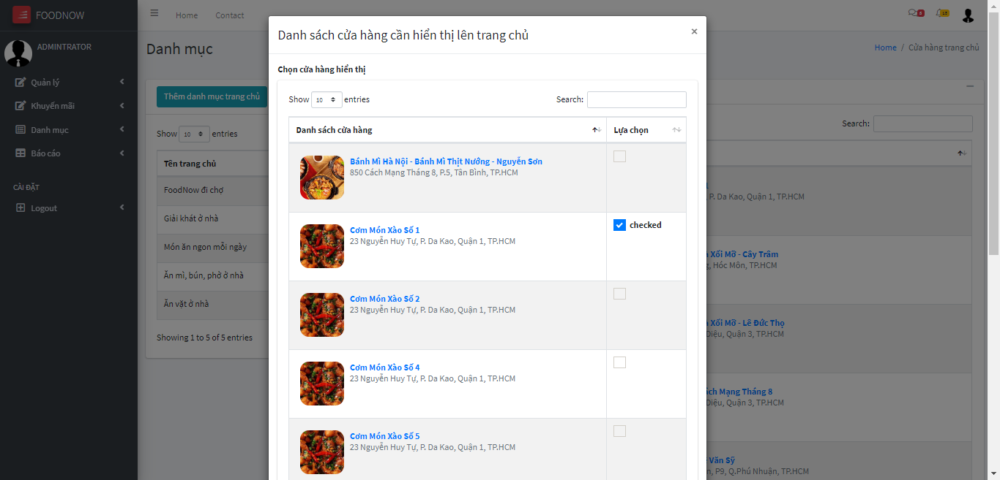 FOODNOW
Home
Contact
6
15
ADMINTRATOR
Quản lý
Khuyến mãi
Danh mục
Báo cáo
CÀI ĐẶT
Logout
Danh mục
Home / Cửa hàng trang chủ
Thêm danh mục trang chủ
Show 10 entries
Tên trang chủ
FoodNow đi chợ
Giải khát ở nhà
Món ăn ngon mỗi ngày
Ăn mì, bún, phở ở nhà
Ăn vặt ở nhà
Showing 1 to 5 of 5 entries
Danh sách cửa hàng cần hiển thị lên trang chủ
×
Chọn cửa hàng hiển thị
Show 10 entries
Search:
Danh sách cửa hàng
Lựa chọn
Bánh Mì Hà Nội - Bánh Mì Thịt Nướng - Nguyễn Sơn
850 Cách Mạng Tháng 8, P.5, Tân Bình, TP.HCM
Cơm Món Xào Số 1
23 Nguyễn Huy Tự, P. Da Kao, Quận 1, TP.HCM
checked
Cơm Món Xào Số 2
23 Nguyễn Huy Tự, P. Da Kao, Quận 1, TP.HCM
Cơm Món Xào Số 4
23 Nguyễn Huy Tự, P. Da Kao, Quận 1, TP.HCM
Cơm Món Xào Số 5
23 Nguyễn Huy Tự, P. Da Kao, Quận 1, TP.HCM
Search:
P. Da Kao, Quận 1, TP.HCM
Xối Mỡ - Cây Trâm
Hóc Môn, TP.HCM
Xối Mỡ - Lê Đức Thọ
Diệu, Quận 3, TP.HCM
ách Mạng Tháng 8
Diệu, Quận 3, TP.HCM
Văn Sỹ
P9, Q.Phú Nhuận, TP.HCM